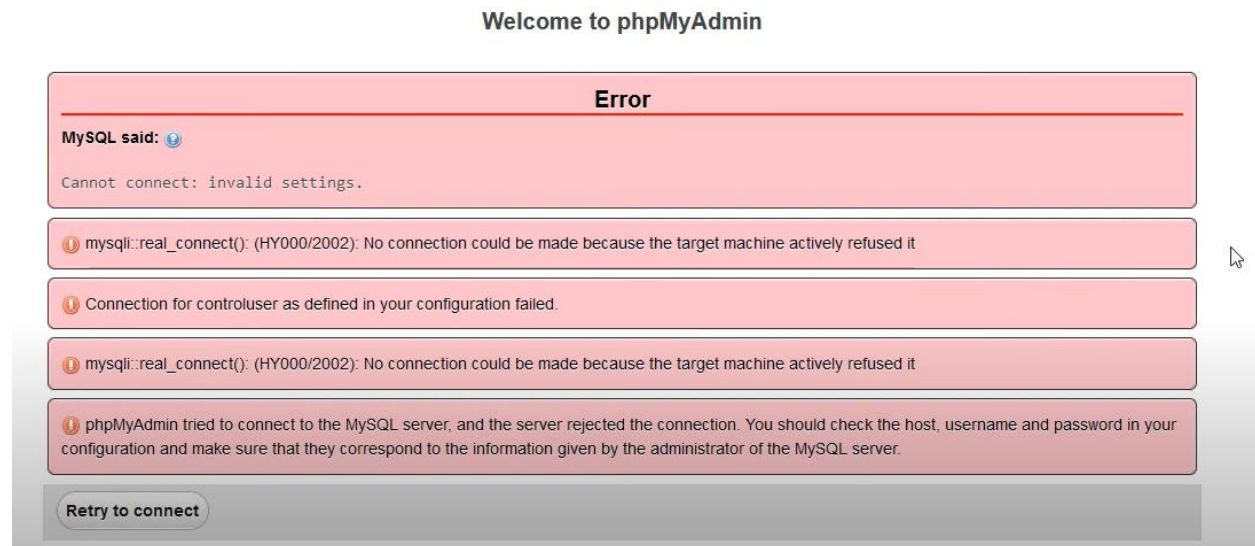 Welcome to phpMyAdmin
Error
MySQL said:
Cannot connect: invalid settings.
mysqli::real_connect(): (HY000/2002): No connection could be made because the target machine actively refused it
Connection for controluser as defined in your configuration failed.
mysqli::real_connect(): (HY000/2002): No connection could be made because the target machine actively refused it
phpMyAdmin tried to connect to the MySQL server, and the server rejected the connection. You should check the host, username and password in your
configuration and make sure that they correspond to the information given by the administrator of the MySQL server.
Retry to connect